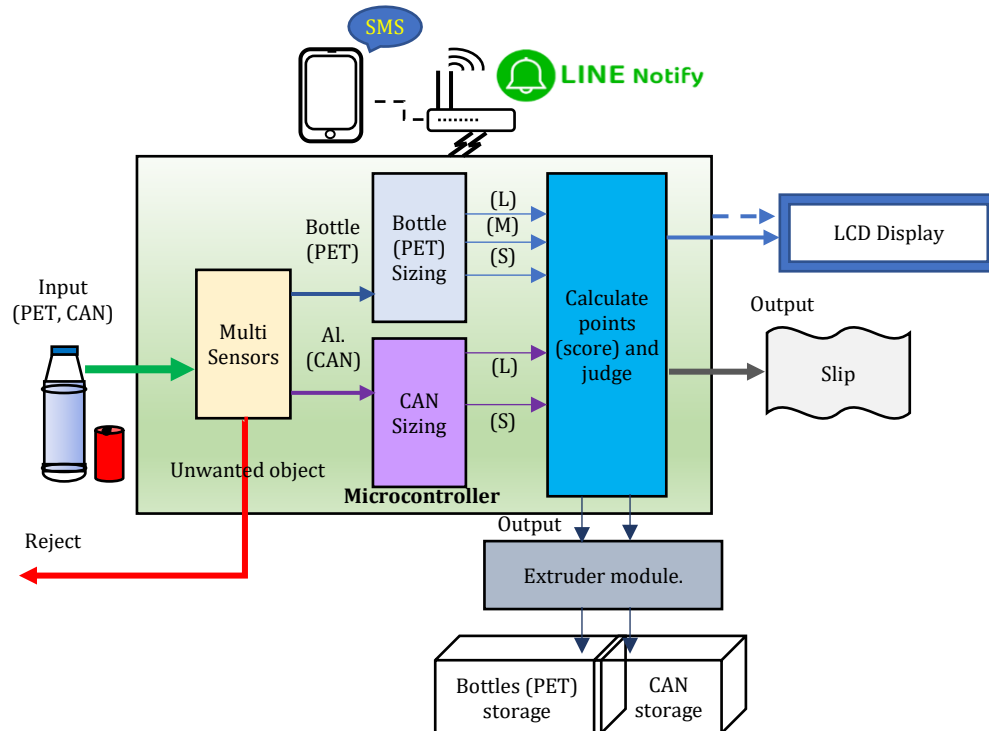 SMS
LINE Notify
Input
(PET, CAN)
Multi
Sensors
Bottle
(PET)
Al.
(CAN)
Bottle
(PET)
Sizing
CAN
Sizing
(L)
(M)
(S)
(L)
(S)
Calculate
points
(score) and
judge
LCD Display
Output
Slip
Unwanted object
Microcontroller
Reject
Output
Extruder module.
Bottles (PET)
storage
CAN
storage